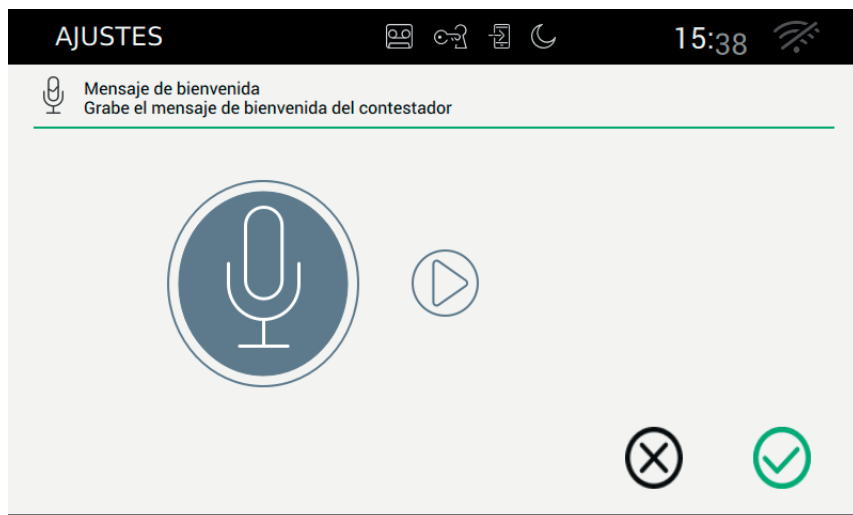 AJUSTES 15:38
Mensaje de bienvenida
Grabe el mensaje de bienvenida del contestador